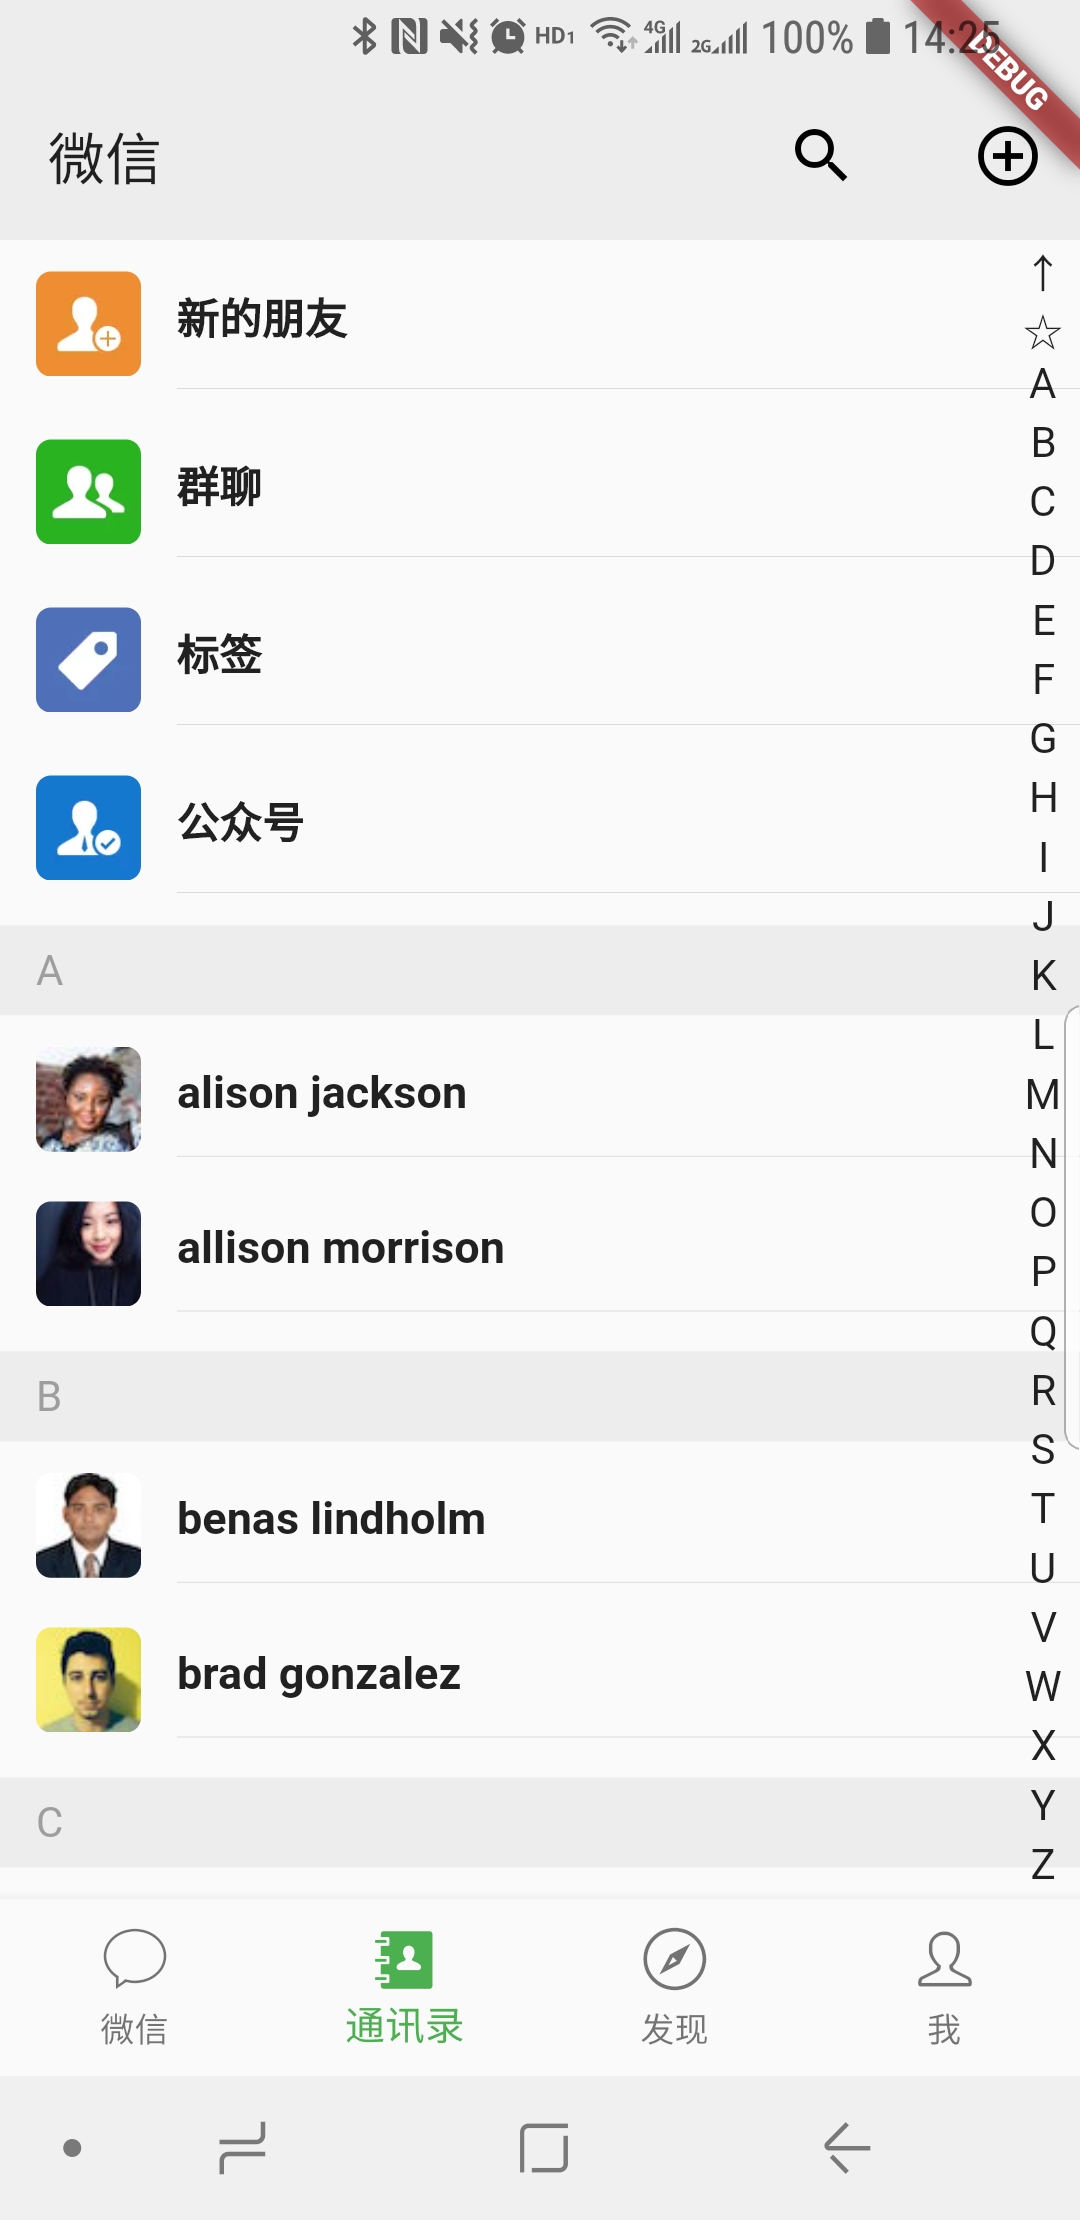 HD1 4G 2G 100% 14:25
DEBUG
微信
新的朋友
群聊
标签
公众号
A
alison jackson
allison morrison
B
benas lindholm
brad gonzalez
C
↑
☆
A
B
C
D
E
F
G
H
I
J
K
L
M
N
O
P
Q
R
S
T
U
V
W
X
Y
Z
微信
通讯录
发现
我